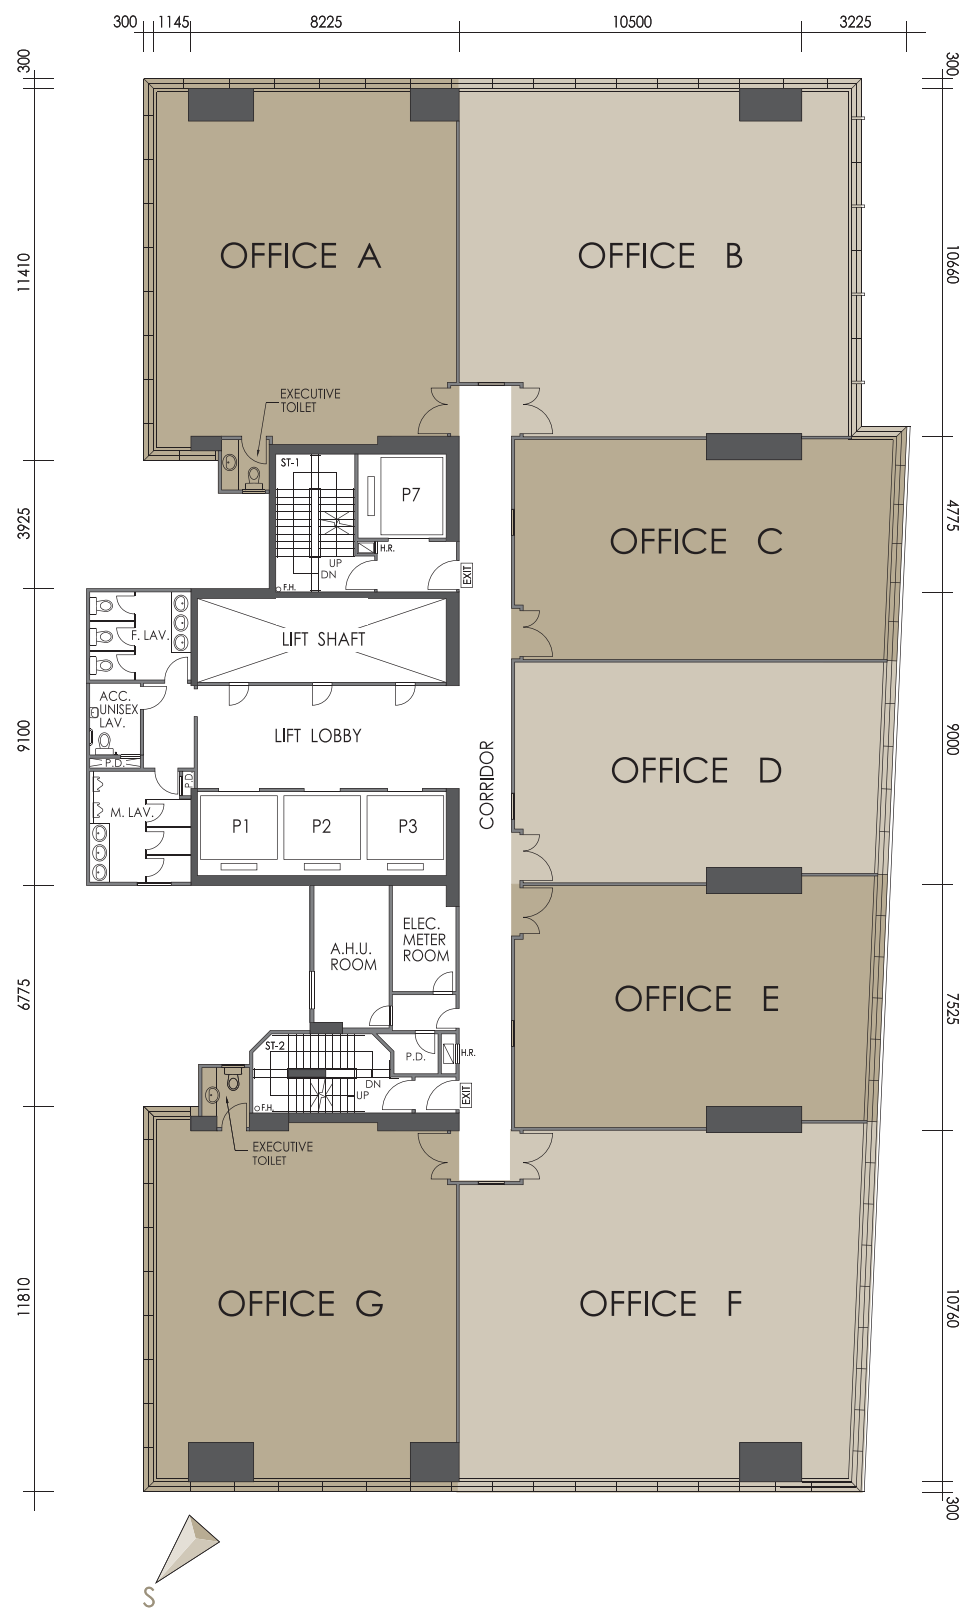 300 1145 8225 10500 3225
300
300
11410
10660
OFFICE A
OFFICE B
EXECUTIVE
TOILET
ST-1
P7
3925
4775
H.R.
UP
DN
F.H.
EXIT
OFFICE C
F. LAV.
LIFT SHAFT
ACC.
UNISEX
LAV.
P.D.
LIFT LOBBY
9100
9000
CORRIDOR
OFFICE D
P.D.
M. LAV.
P1
P2
P3
A.H.U.
ROOM
ELEC.
METER
ROOM
6775
7525
OFFICE E
ST-2
P.D.
H.R.
DN
UP
F.H.
EXIT
EXECUTIVE
TOILET
OFFICE G
OFFICE F
11810
10760
300
S